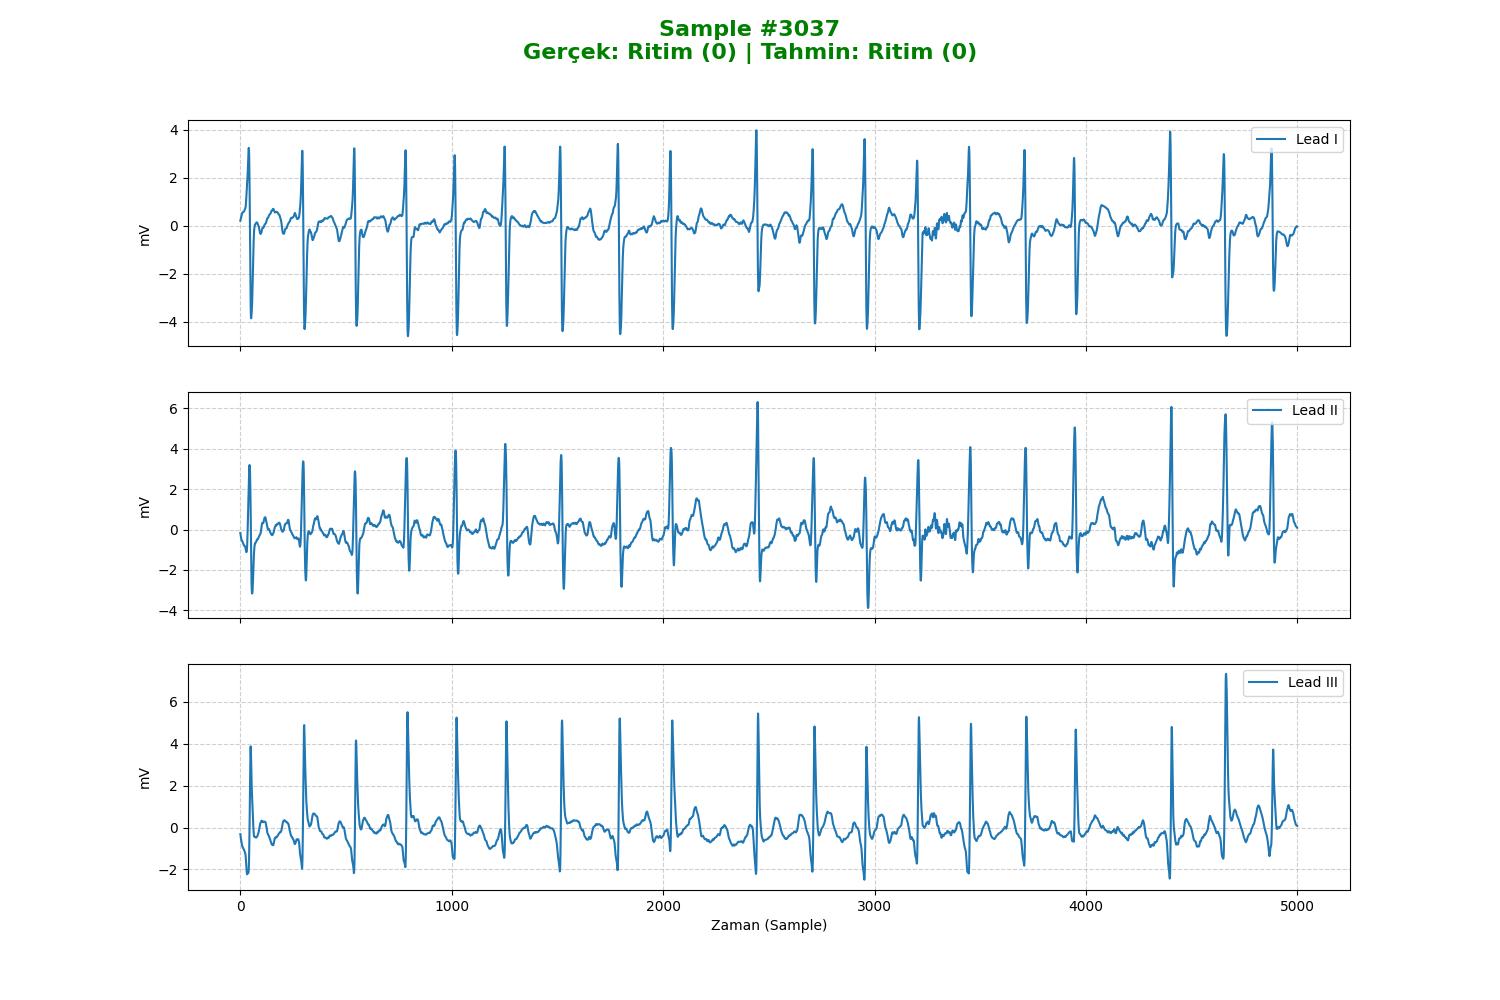 Sample #3037
Gerçek: Ritim (0) | Tahmin: Ritim (0)
4
2
0
−2
−4
mV
Lead I
6
4
2
0
−2
−4
mV
Lead II
6
4
2
0
−2
mV
Lead III
0
1000
2000
3000
4000
5000
Zaman (Sample)